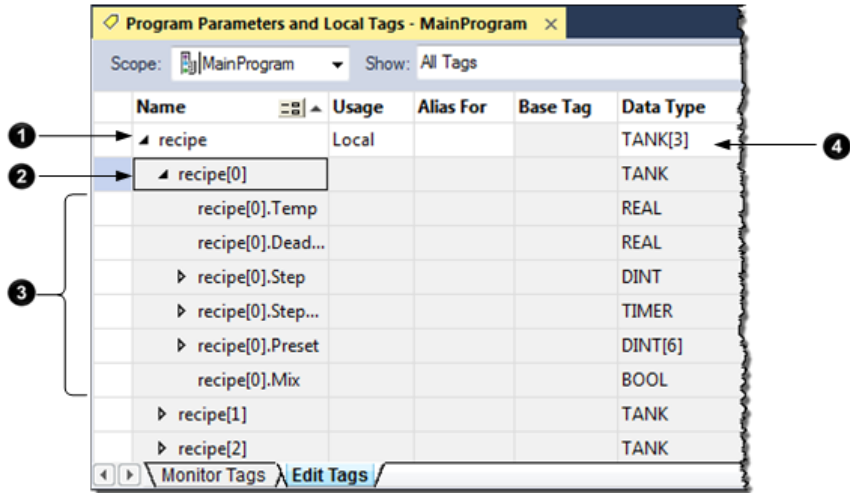 Program Parameters and Local Tags - MainProgram ×
Scope: MainProgram Show: All Tags
Name Usage Alias For Base Tag Data Type
1 recipe Local TANK[3] 4
2 recipe[0] TANK
recipe[0].Temp REAL
recipe[0].Dead... REAL
3 recipe[0].Step DINT
recipe[0].Step... TIMER
recipe[0].Preset DINT[6]
recipe[0].Mix BOOL
recipe[1] TANK
recipe[2] TANK
Monitor Tags Edit Tags